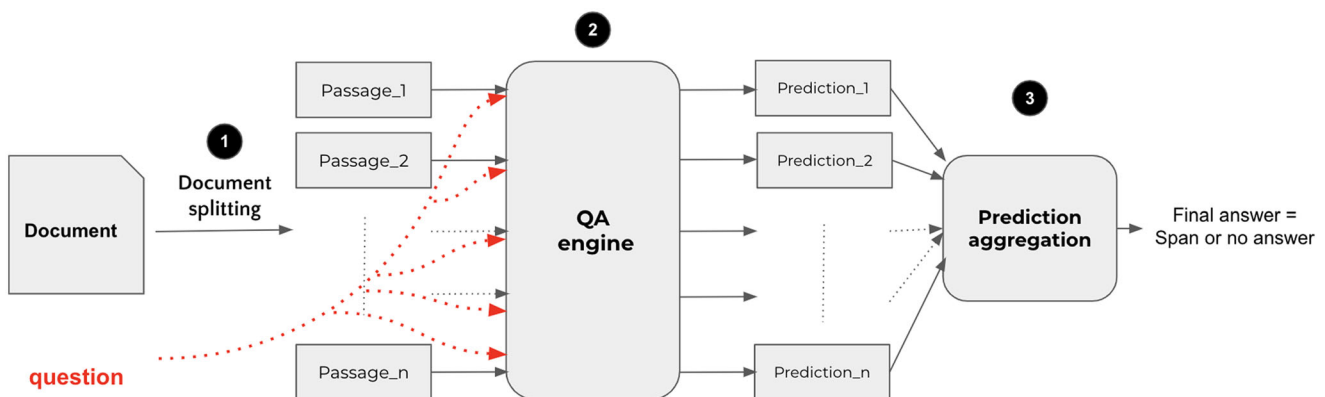 2
1
3
Passage_1
Prediction_1
Passage_2
Prediction_2
Document
splitting
Document
QA
engine
Prediction
aggregation
Final answer =
Span or no answer
question
Passage_n
Prediction_n